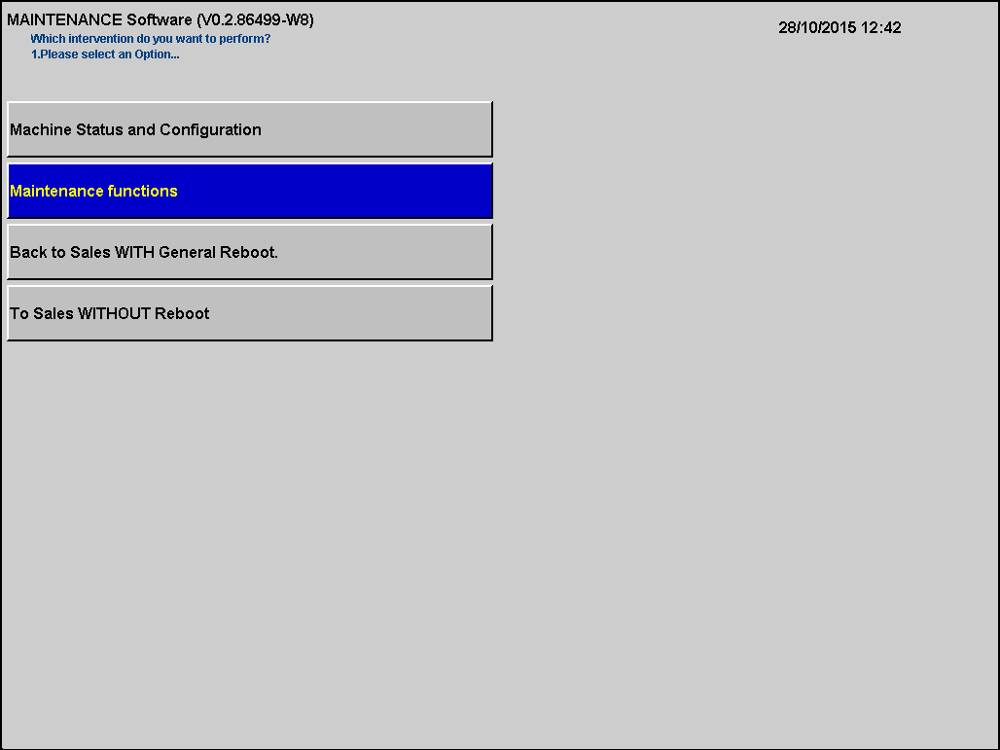 MAINTENANCE Software (V0.2.86499-W8)
28/10/2015 12:42
Which intervention do you want to perform?
1.Please select an Option...
Machine Status and Configuration
Maintenance functions
Back to Sales WITH General Reboot.
To Sales WITHOUT Reboot